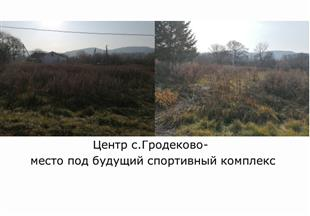 Центр с.Гродеково-
место под будущий спортивный комплекс